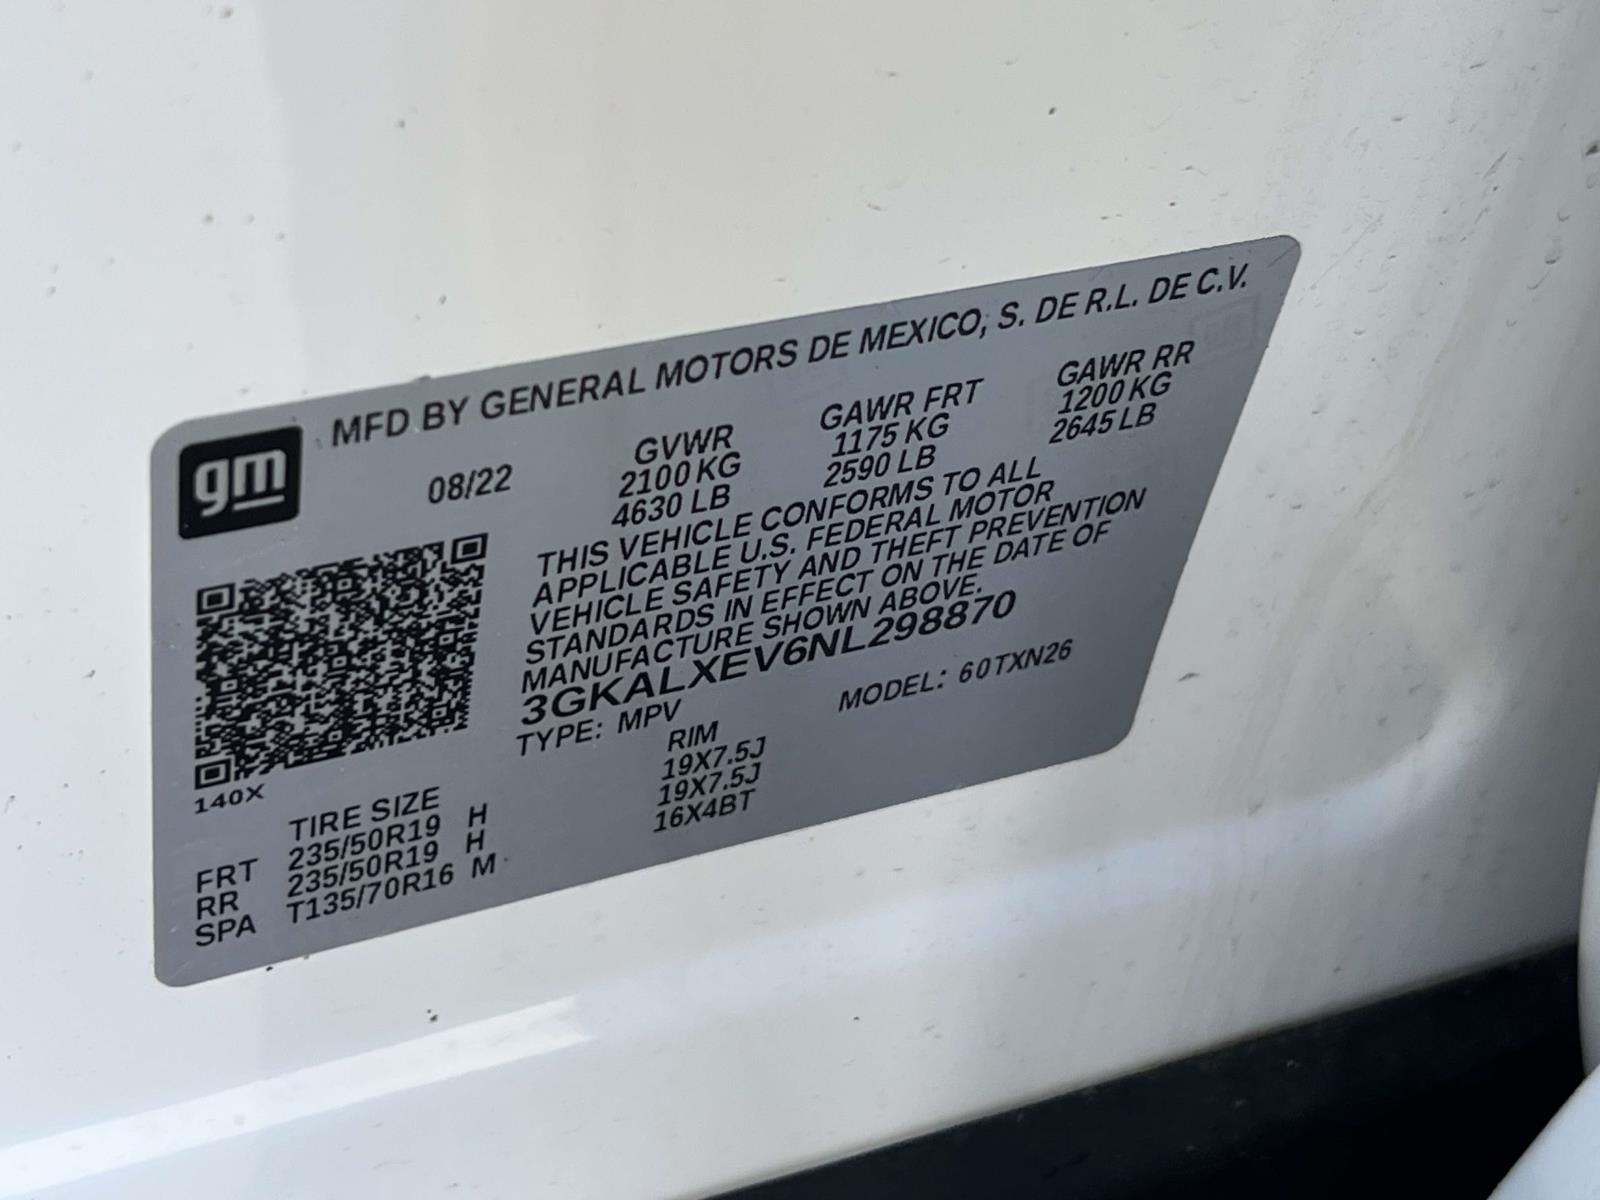 MFD BY GENERAL MOTORS DE MEXICO, S. DE R.L. DE C.V.
gm
08/22
GVWR GAWR FRT GAWR RR
2100 KG 1175 KG 1200 KG
4630 LB 2590 LB 2645 LB
THIS VEHICLE CONFORMS TO ALL
APPLICABLE U.S. FEDERAL MOTOR
VEHICLE SAFETY AND THEFT PREVENTION
STANDARDS IN EFFECT ON THE DATE OF
MANUFACTURE SHOWN ABOVE.
3GKALXEV6NL298870
TYPE: MPV MODEL: 60TXN26
140X
TIRE SIZE RIM
FRT 235/50R19 H 19X7.5J
RR 235/50R19 H 19X7.5J
SPA T135/70R16 M 16X4BT